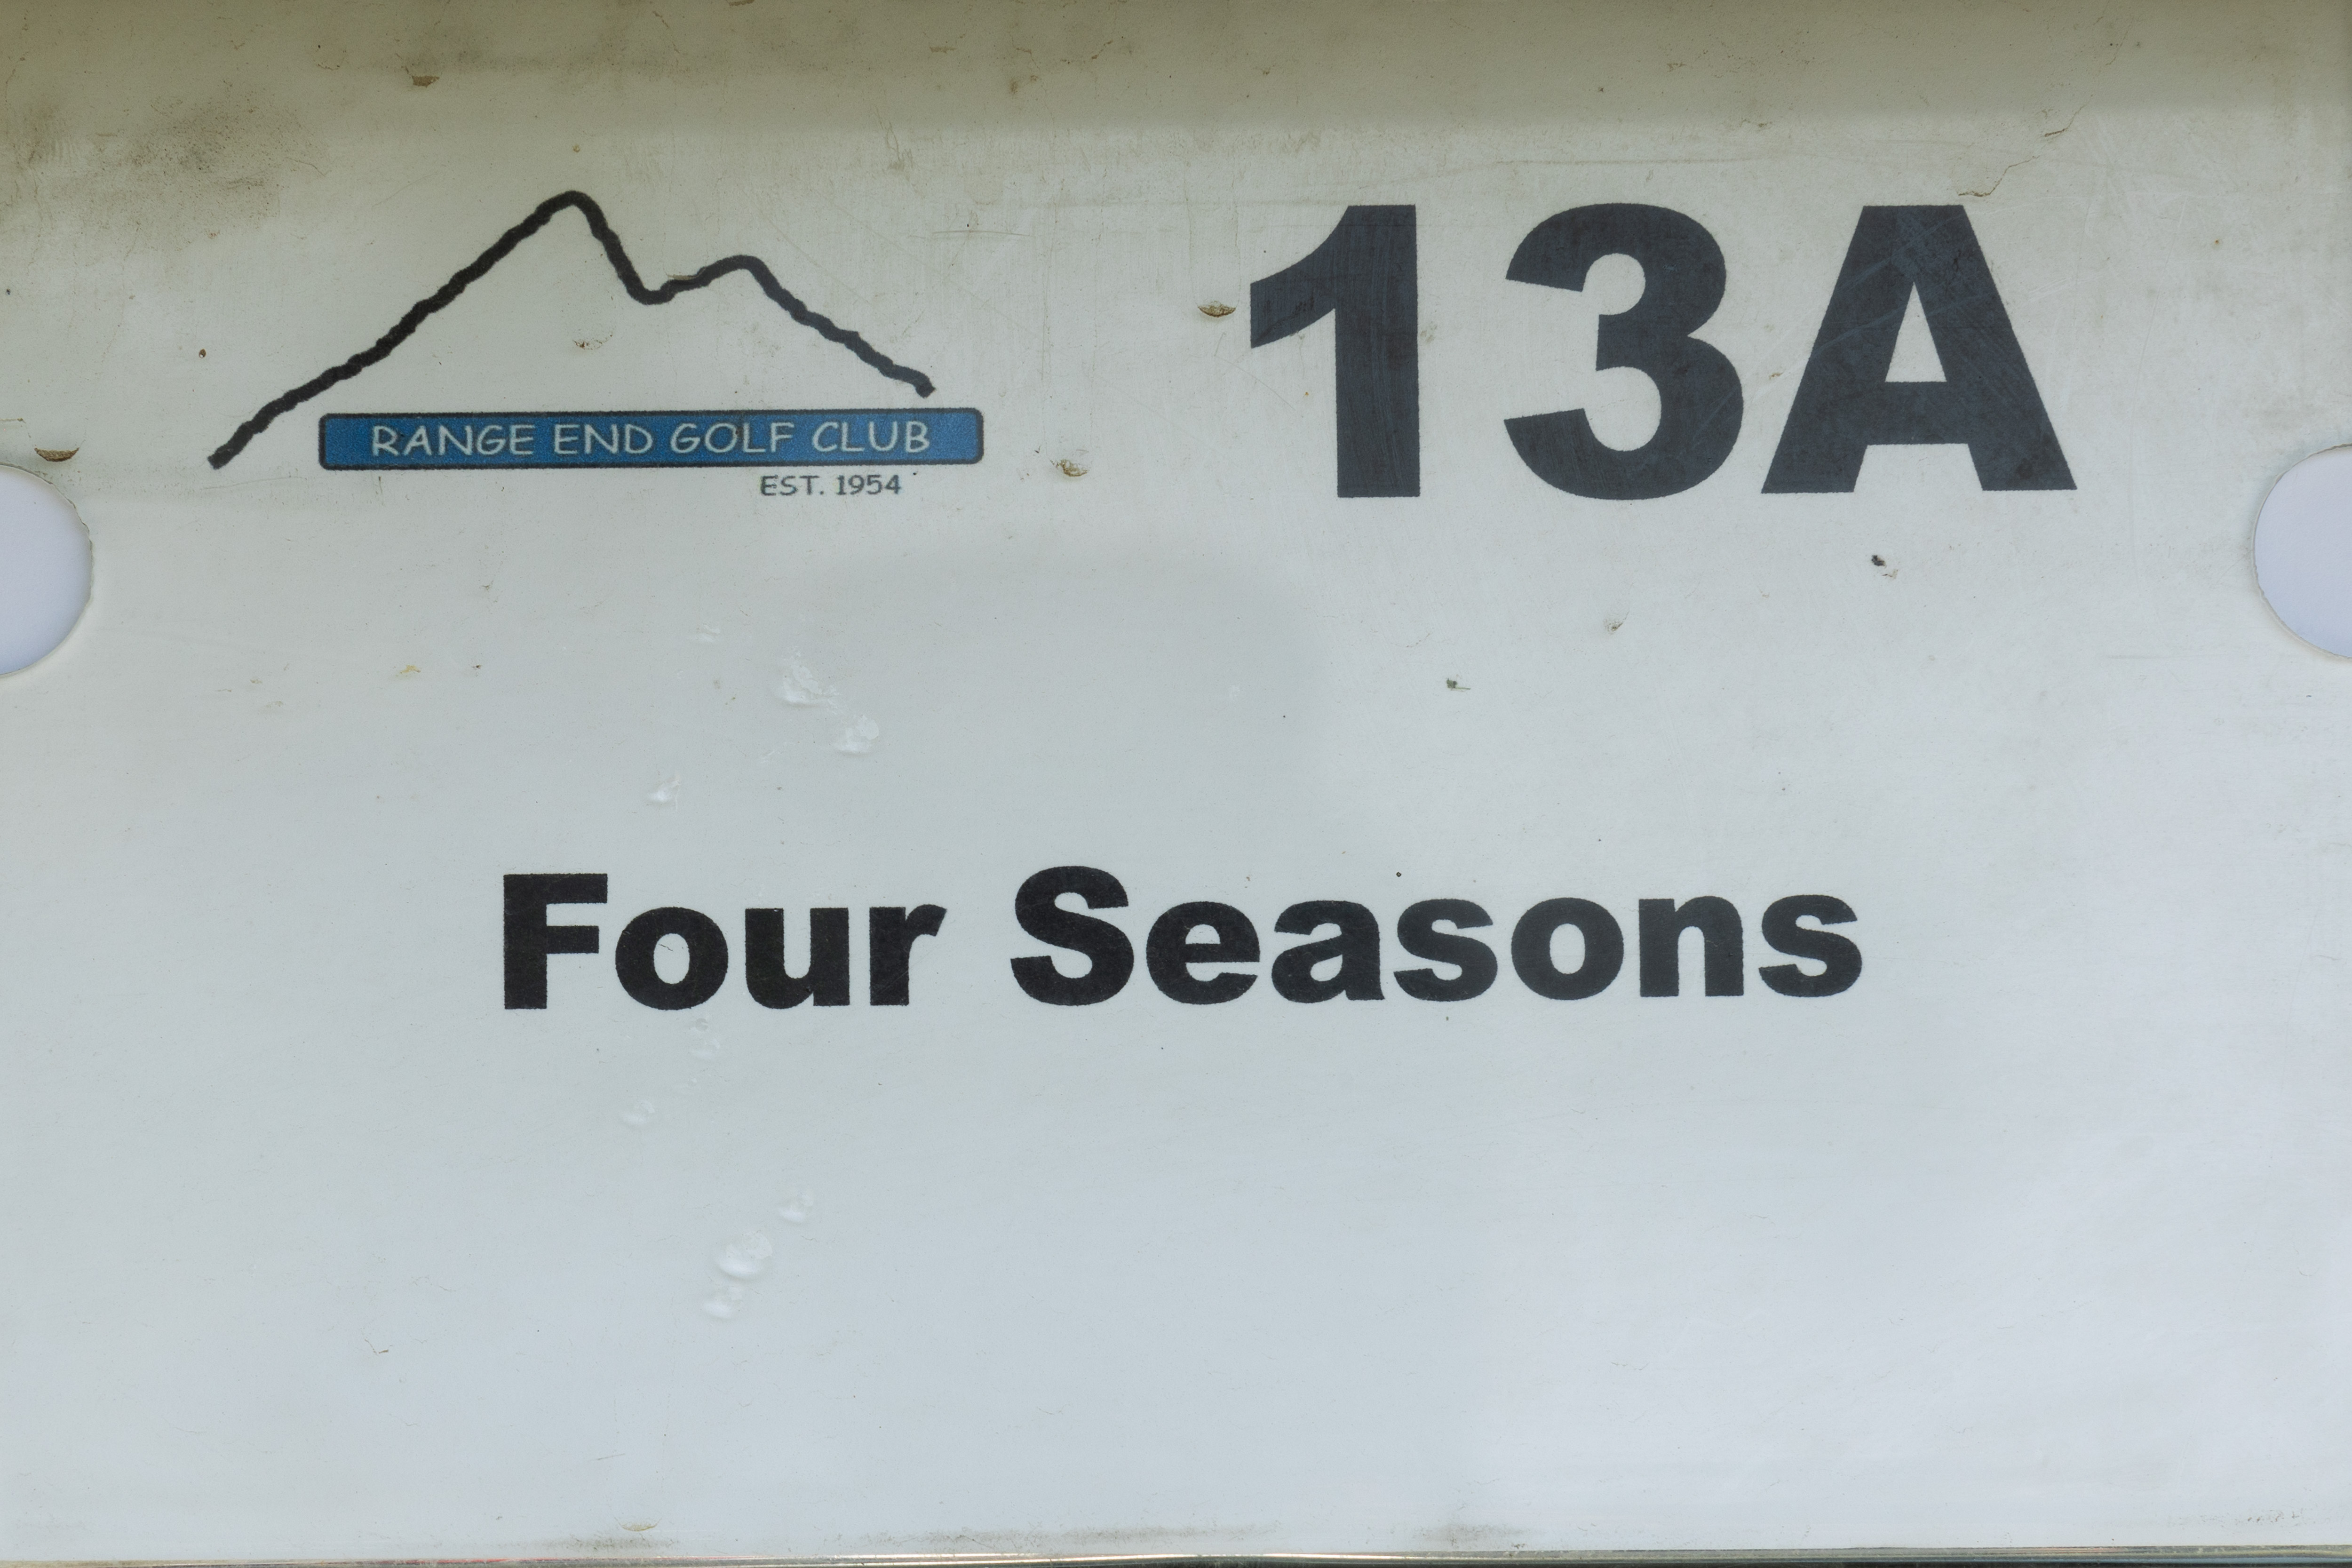 RANGE END GOLF CLUB
EST. 1954
13A
Four Seasons